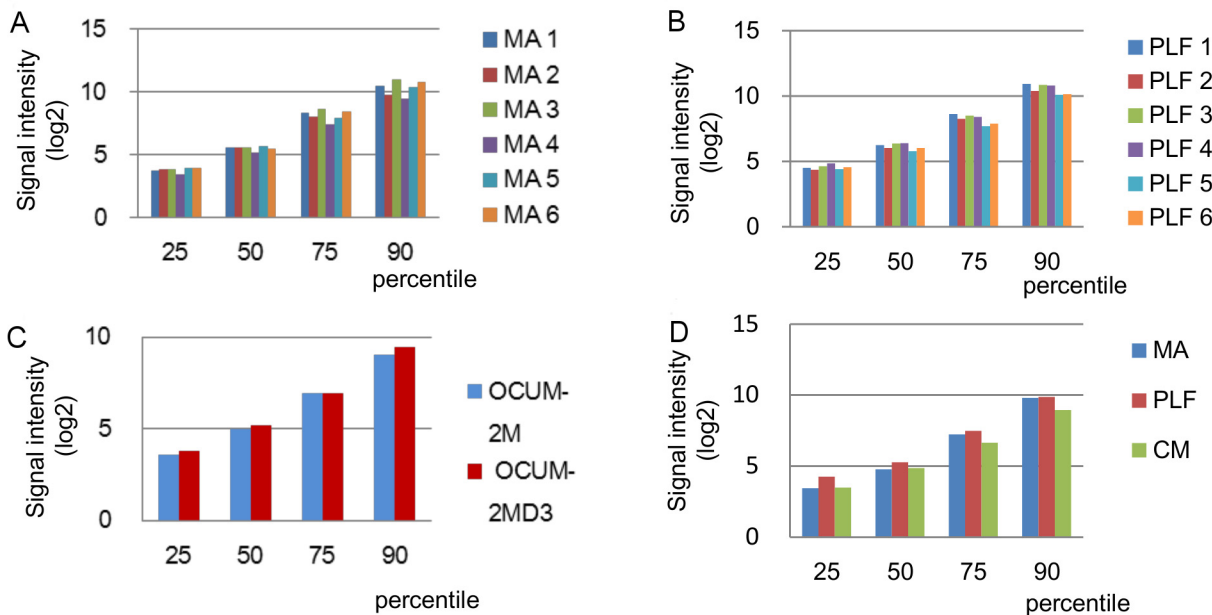 A
Signal intensity
(log2)
15
10
5
0
25 50 75 90
percentile
MA 1
MA 2
MA 3
MA 4
MA 5
MA 6
B
Signal intensity
(log2)
15
10
5
0
25 50 75 90
percentile
PLF 1
PLF 2
PLF 3
PLF 4
PLF 5
PLF 6
C
Signal intensity
(log2)
10
5
0
25 50 75 90
percentile
OCUM-
2M
OCUM-
2MD3
D
Signal intensity
(log2)
15
10
5
0
25 50 75 90
percentile
MA
PLF
CM